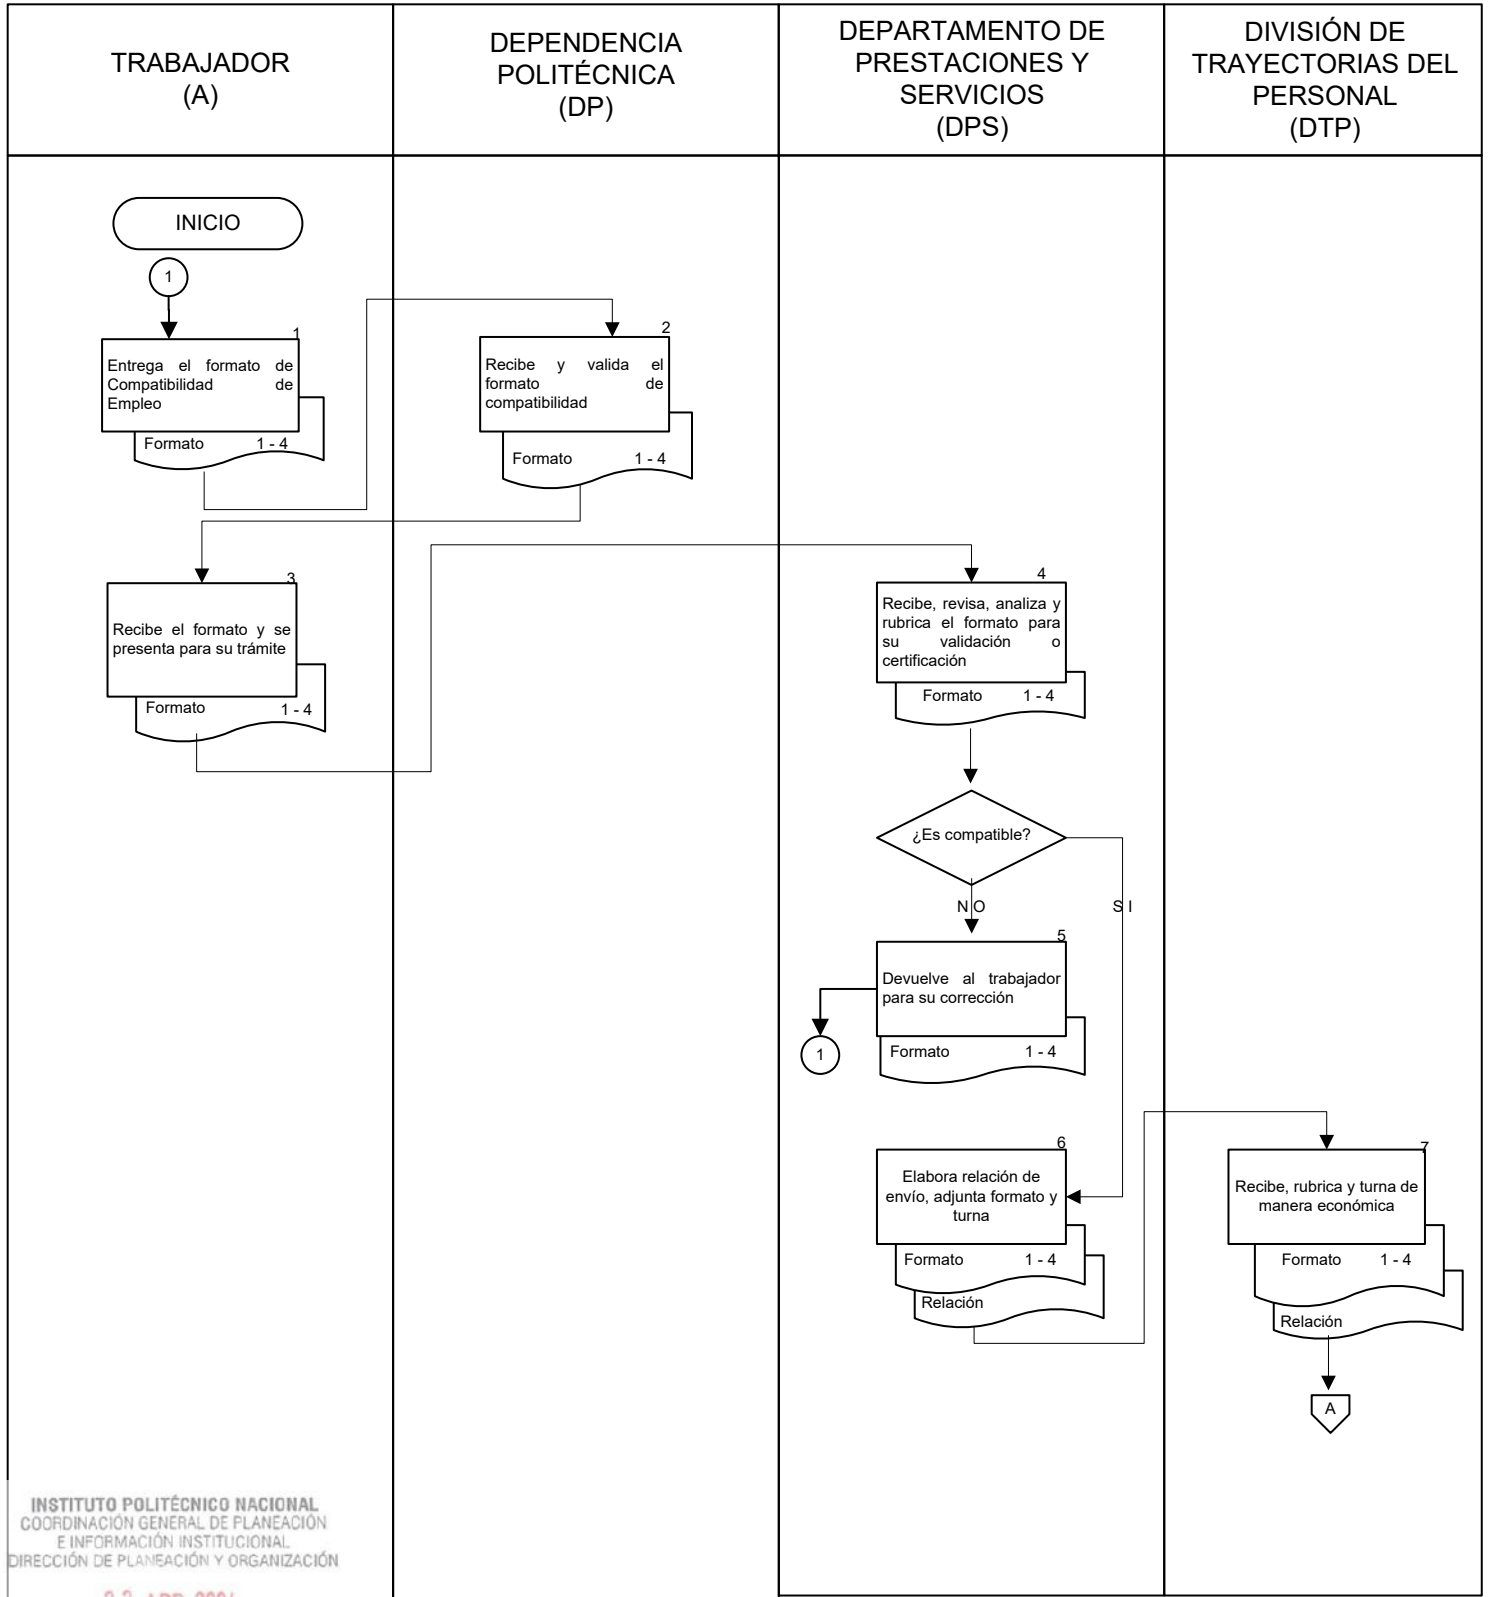 TRABAJADOR
(A)
DEPENDENCIA
POLITÉCNICA
(DP)
DEPARTAMENTO DE
PRESTACIONES Y
SERVICIOS
(DPS)
DIVISIÓN DE
TRAYECTORIAS DEL
PERSONAL
(DTP)
INICIO
1
1
Entrega el formato de
Compatibilidad de
Empleo
Formato 1 - 4
2
Recibe y valida el
formato de
compatibilidad
Formato 1 - 4
3
Recibe el formato y se
presenta para su trámite
Formato 1 - 4
4
Recibe, revisa, analiza y
rubrica el formato para
su validación o
certificación
Formato 1 - 4
¿Es compatible?
NO
SI
5
Devuelve al trabajador
para su corrección
Formato 1 - 4
1
6
Elabora relación de
envío, adjunta formato y
turna
Formato 1 - 4
Relación
7
Recibe, rubrica y turna de
manera económica
Formato 1 - 4
Relación
A
INSTITUTO POLITÉCNICO NACIONAL
COORDINACIÓN GENERAL DE PLANEACIÓN
E INFORMACIÓN INSTITUCIONAL
DIRECCIÓN DE PLANEACIÓN Y ORGANIZACIÓN